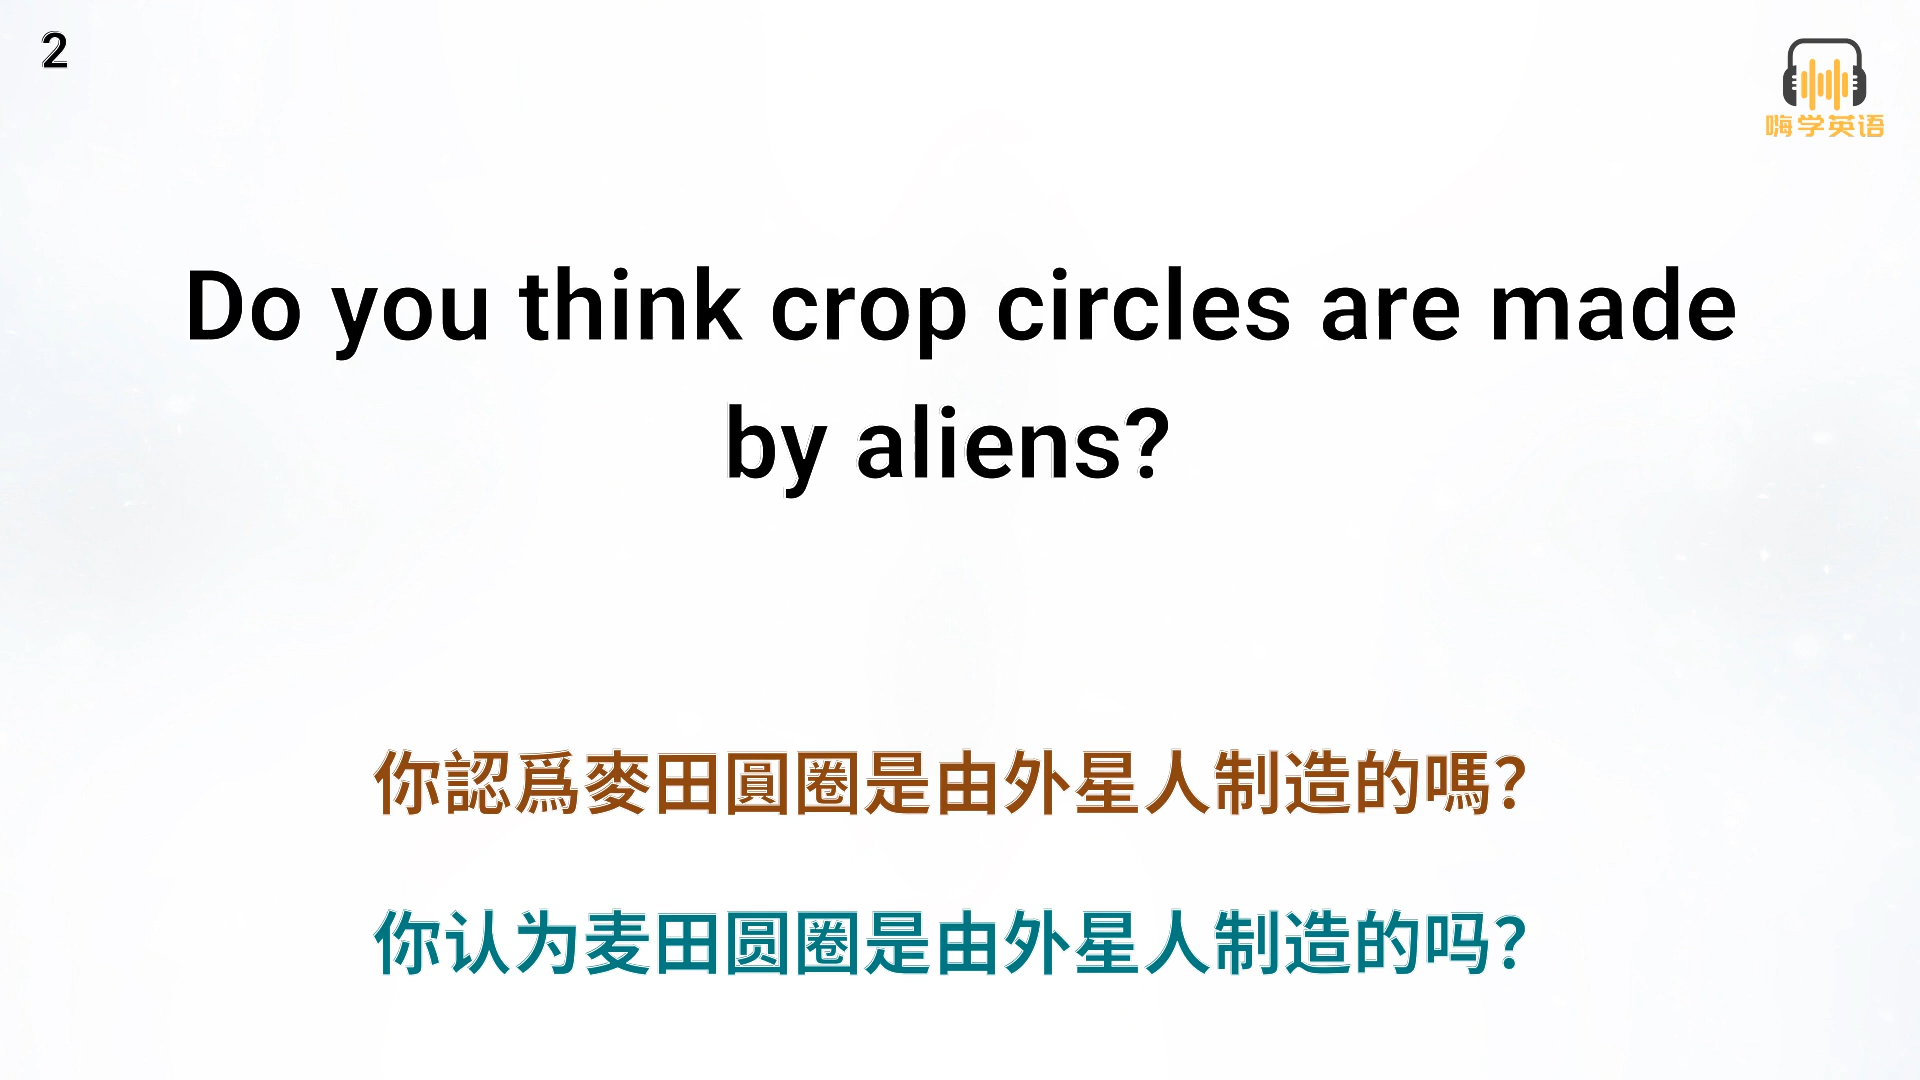 2
嗨学英语
Do you think crop circles are made
by aliens?
你認爲麥田圓圈是由外星人制造的嗎?
你认为麦田圆圈是由外星人制造的吗?